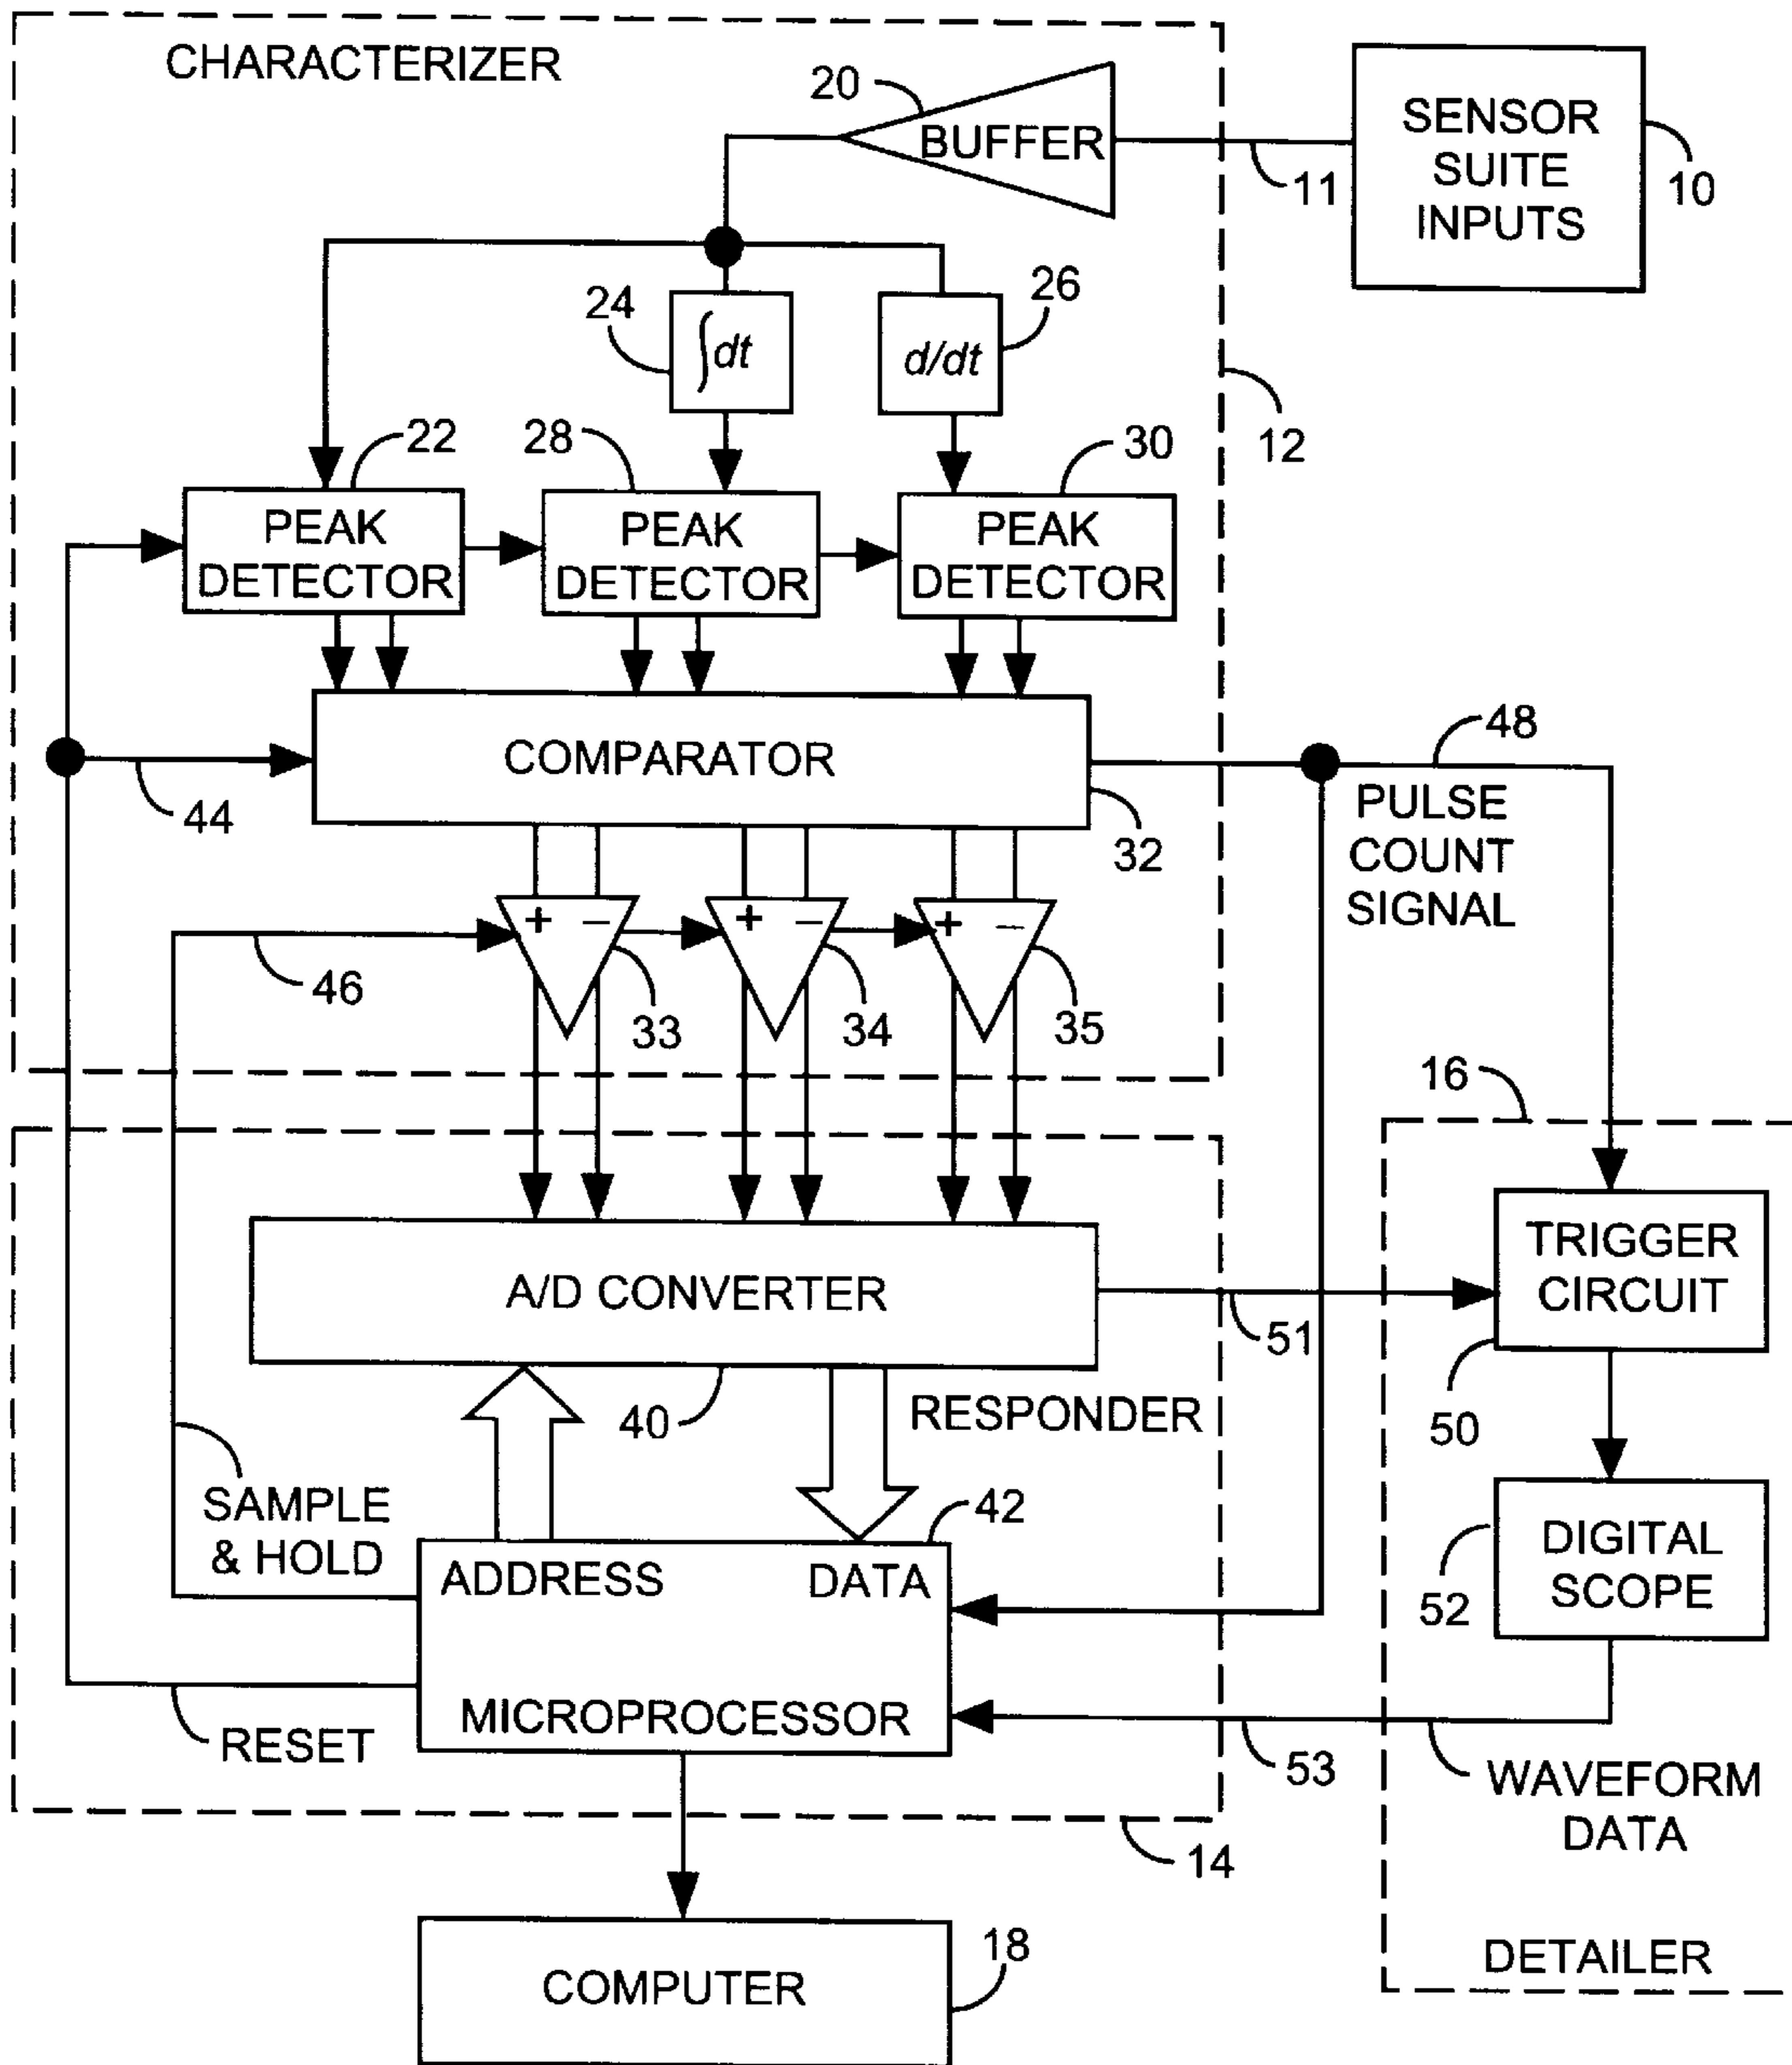 CHARACTERIZER
20
BUFFER
11
SENSOR
SUITE
INPUTS
10
24
∫dt
26
d/dt
12
22
28
30
PEAK
DETECTOR
PEAK
DETECTOR
PEAK
DETECTOR
COMPARATOR
44
32
48
PULSE
COUNT
SIGNAL
+ −
+ −
+ −
46
33
34
35
16
A/D CONVERTER
51
TRIGGER
CIRCUIT
50
40
RESPONDER
SAMPLE
& HOLD
42
ADDRESS
DATA
MICROPROCESSOR
DIGITAL
SCOPE
52
RESET
53
WAVEFORM
DATA
14
COMPUTER
18
DETAILER